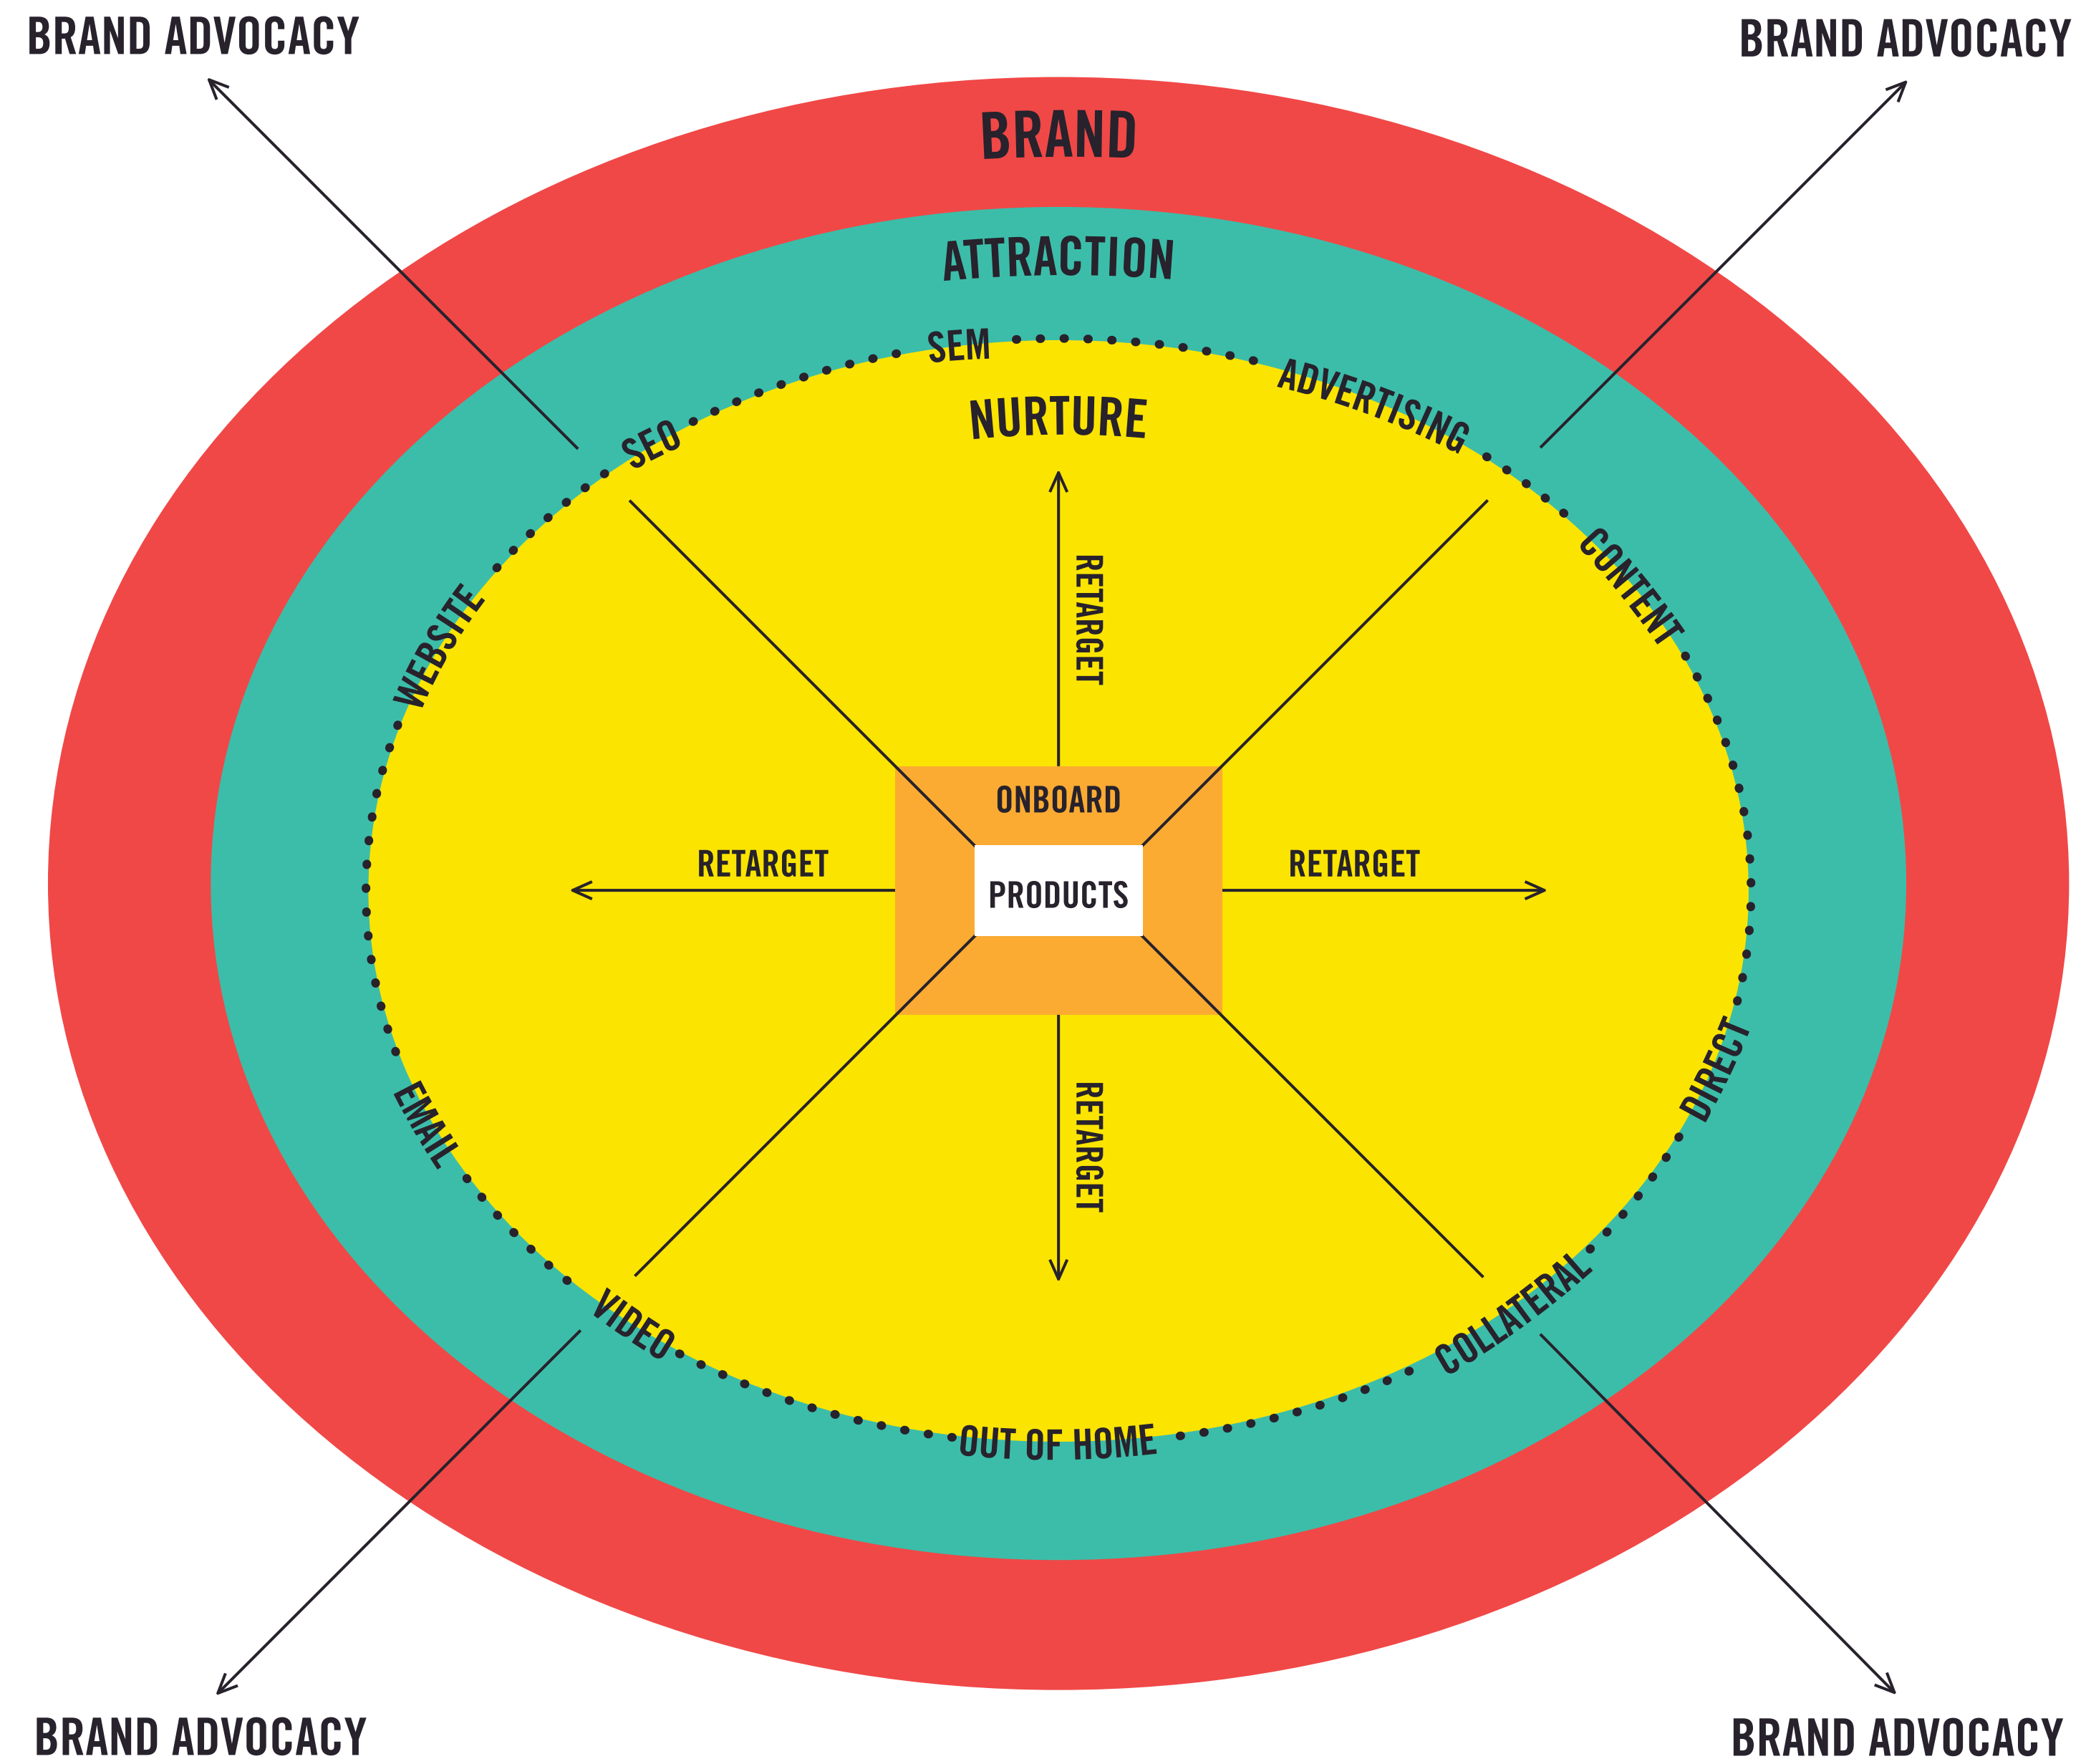 BRAND ADVOCACY
BRAND ADVOCACY
BRAND
ATTRACTION
SEM
ADVERTISING
SEO
NURTURE
CONTENT
WEBSITE
RETARGET
ONBOARD
RETARGET
RETARGET
PRODUCTS
DIRECT
EMAIL
RETARGET
COLLATERAL
VIDEO
OUT OF HOME
BRAND ADVOCACY
BRAND ADVOCACY